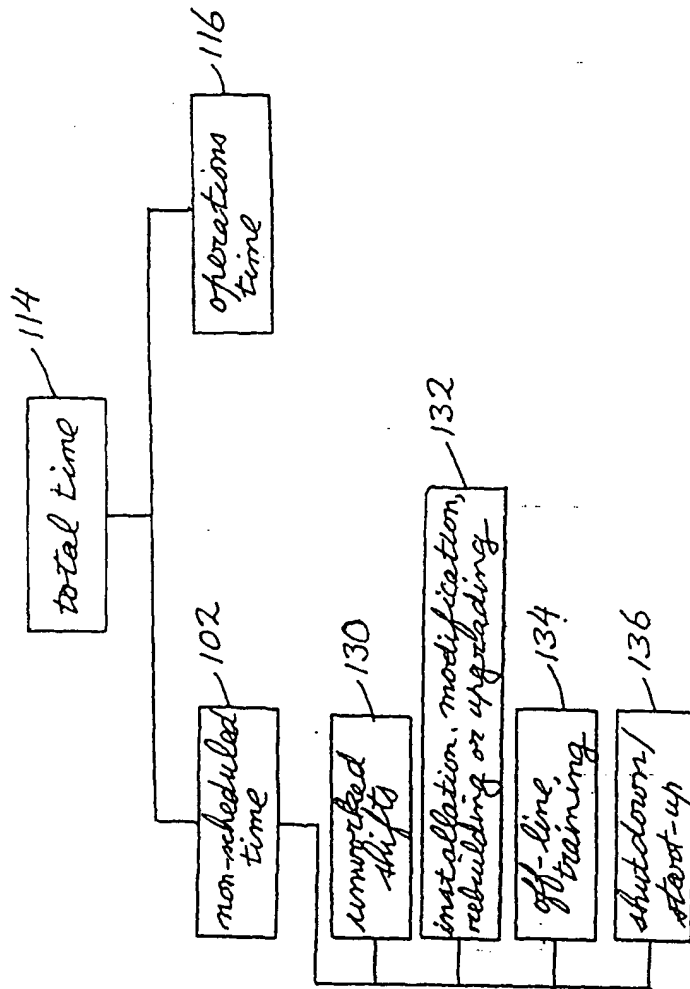 114
total time
116
operations
time
102
non-scheduled
time
130
unworked
shifts
132
installation, modification,
rebuilding or upgrading
134
off-line
training
136
shutdown/
start-up